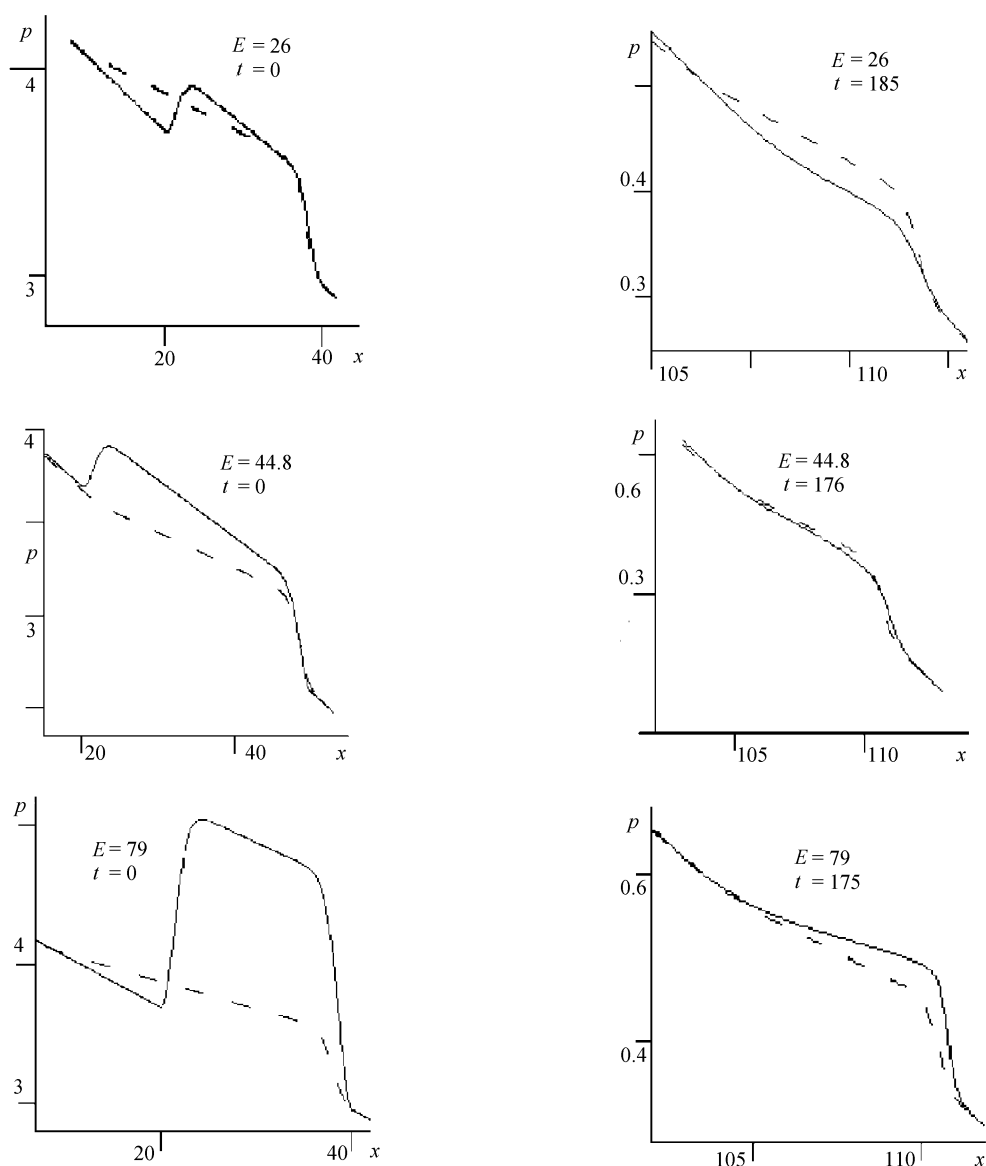 p
E = 26
t = 0
4
3
20
40
x
p
E = 26
t = 185
0.4
0.3
105
110
x
4
E = 44.8
t = 0
p
3
20
40
x
p
E = 44.8
t = 176
0.6
0.3
105
110
x
p
E = 79
t = 0
4
3
20
40
x
p
E = 79
t = 175
0.6
0.4
105
110
x